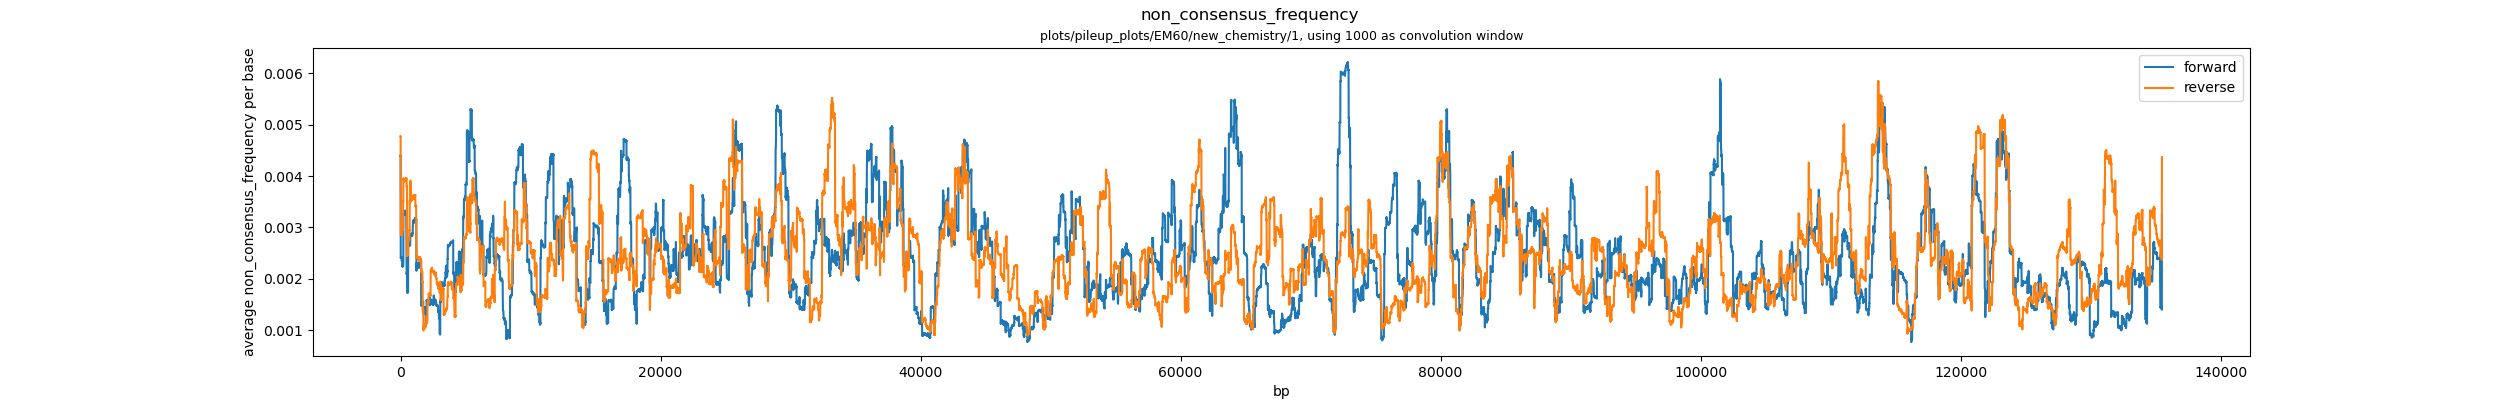 non_consensus_frequency
plots/pileup_plots/EM60/new_chemistry/1, using 1000 as convolution window
average non_consensus_frequency per base
0.006
0.005
0.004
0.003
0.002
0.001
forward
reverse
0 20000 40000 60000 80000 100000 120000 140000
bp